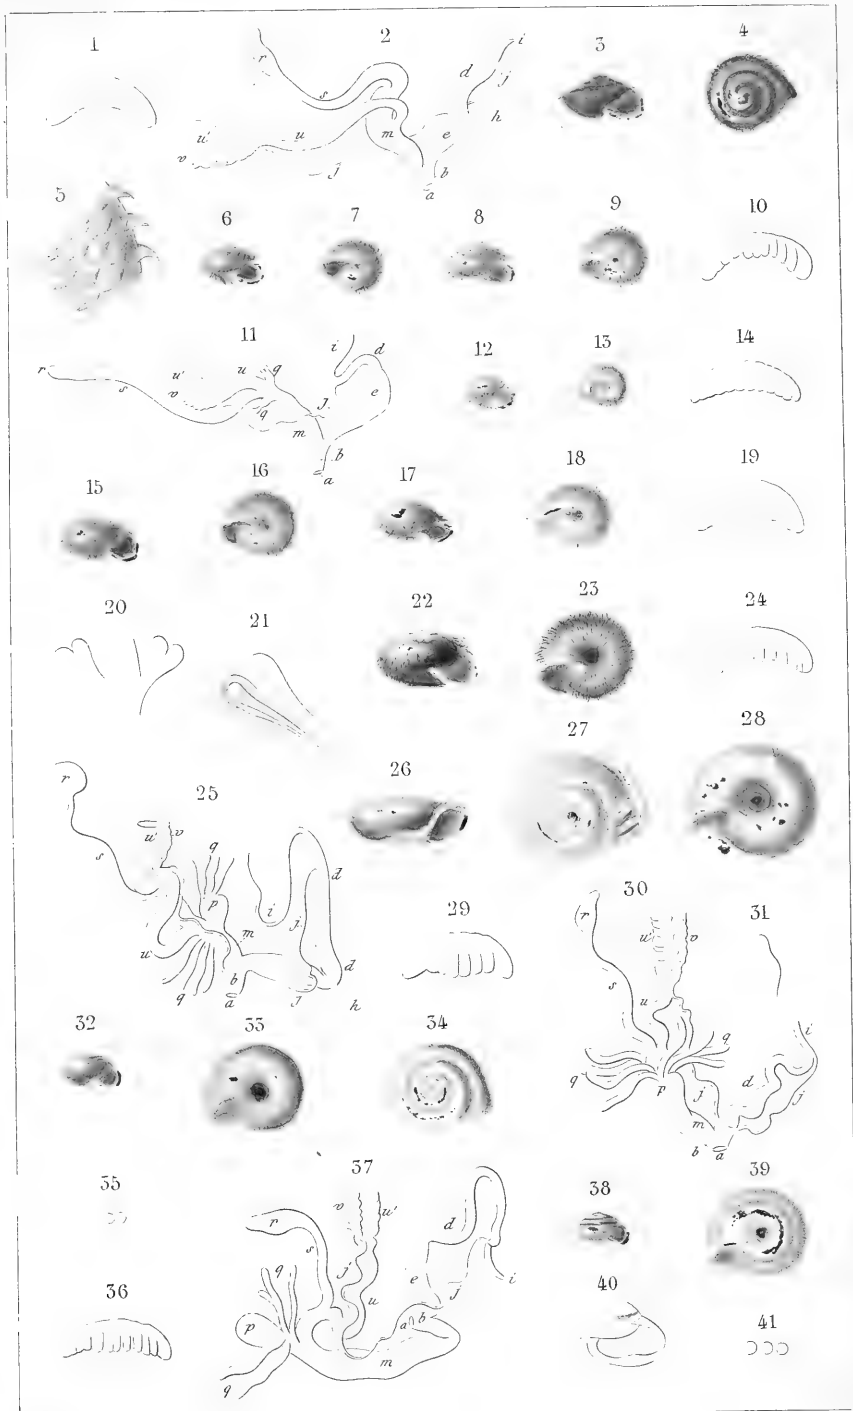 1 2 3 4
r s i d j h
u' v u m e j b a
5 6 7 8 9 10
11 12 13 14
r s u' v u q q m j i d e b a
15 16 17 18 19
20 21 22 23 24
25 26 27 28
r s u' v q p m i j d d u' q b a j h
29 30 31
r s u' v u q q p j m b a d i j
32 33 34
35 36 37 38 39
r s v u' q p j u q m a b e d j i
40 41